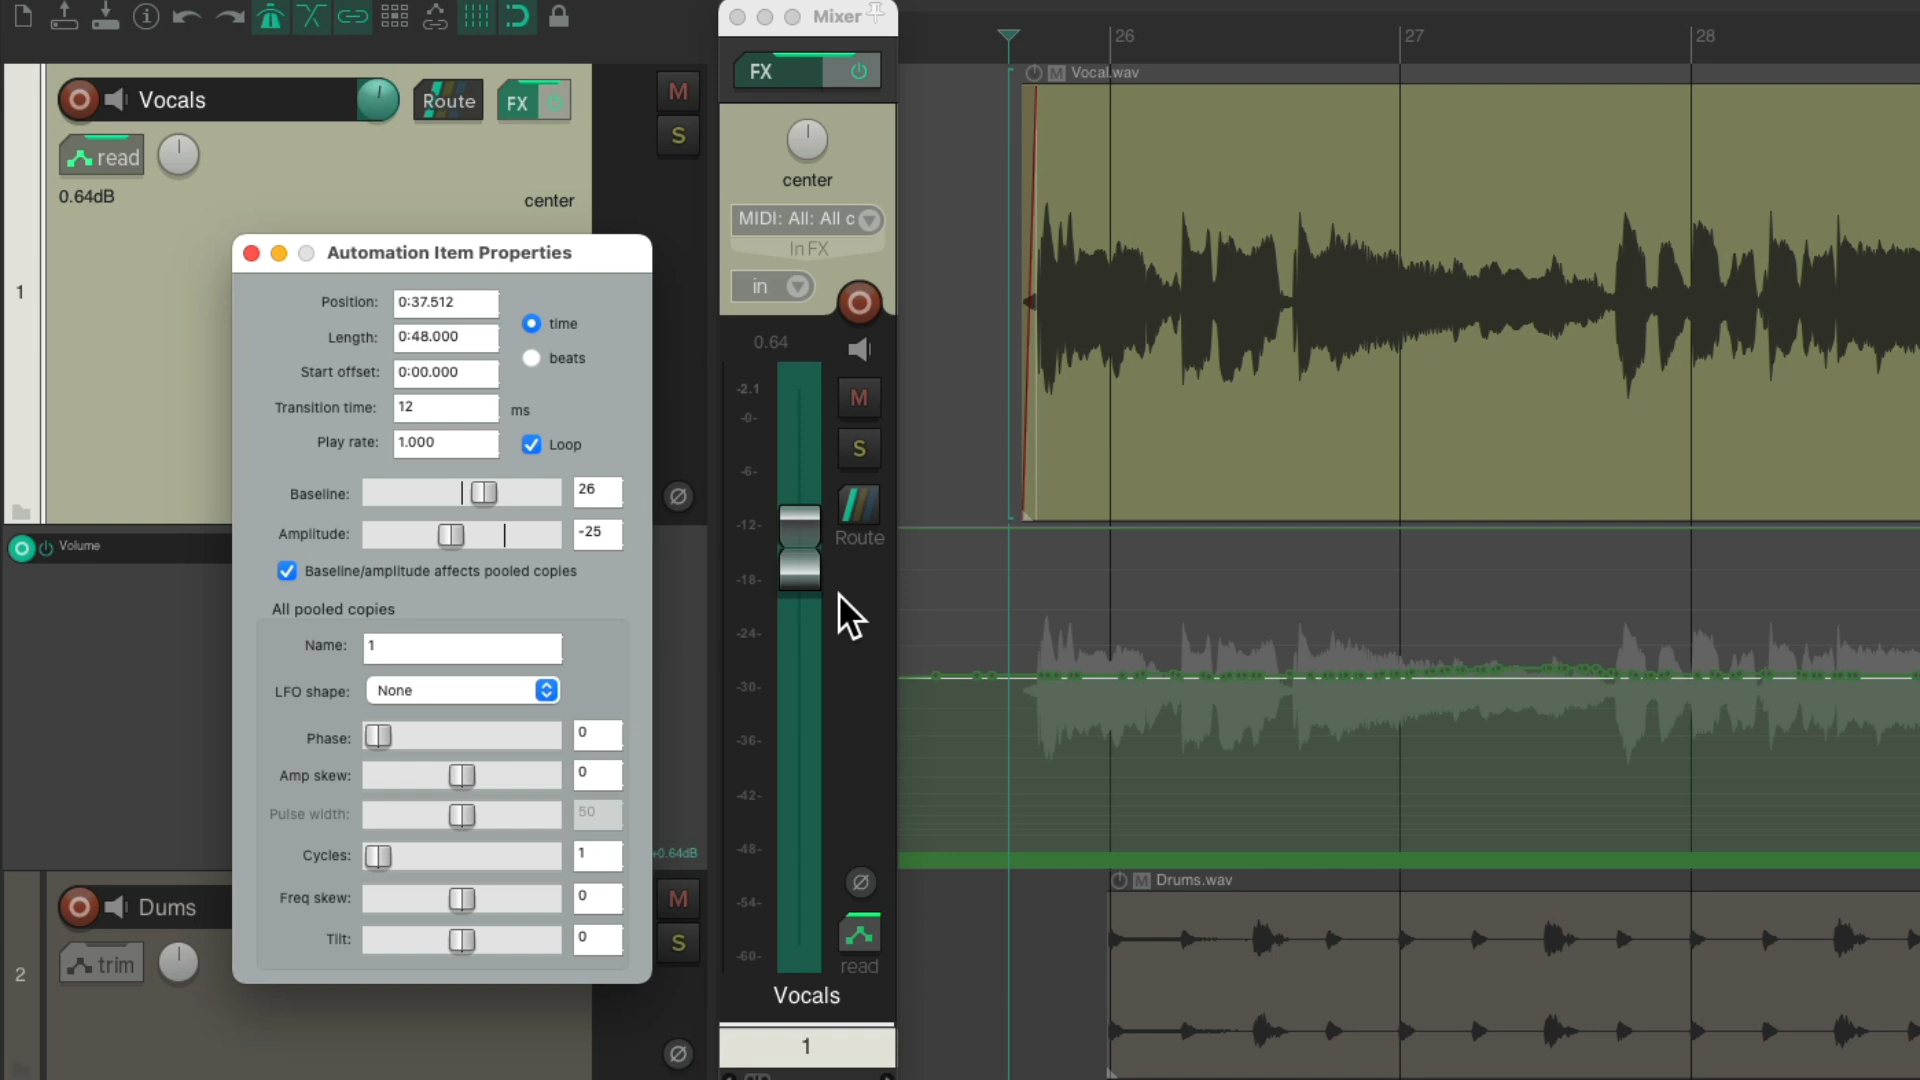 Mixer
26
27
28
FX
Vocal.wav
M
Vocals
Route
FX
M
S
read
center
0.64dB
center
MIDI: All: All c
In FX
in
Automation Item Properties
1
Position:
0:37.512
time
Length:
0:48.000
beats
Start offset:
0:00.000
Transition time:
12
ms
Play rate:
1.000
Loop
0.64
-2.1
-0-
-6-
-12-
-18-
-24-
-30-
-36-
-42-
-48-
-54-
-60-
M
S
Route
Baseline:
26
Amplitude:
-25
Baseline/amplitude affects pooled copies
Volume
All pooled copies
Name:
1
LFO shape:
None
Phase:
0
Amp skew:
0
Pulse width:
50
Cycles:
1
+0.64dB
Freq skew:
0
Tilt:
0
M
Drums.wav
Dums
M
S
trim
2
read
Vocals
1